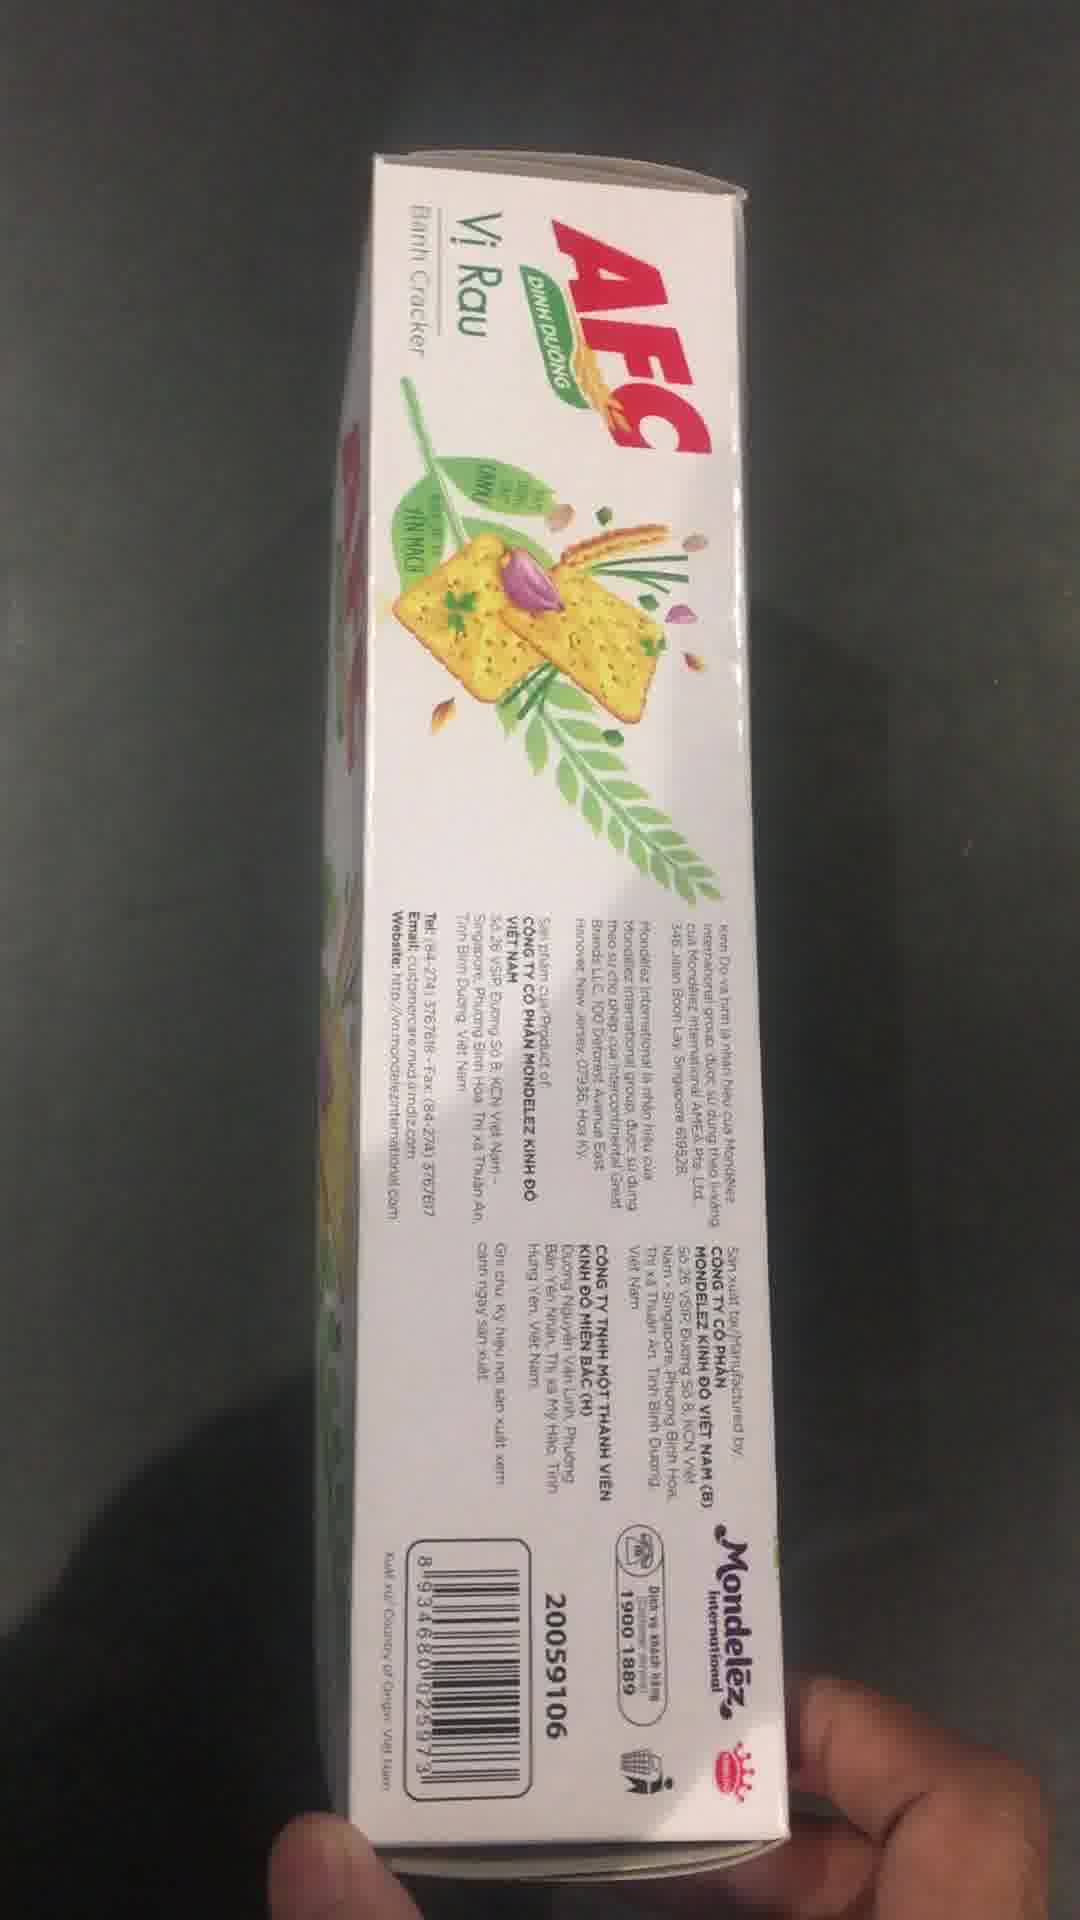 AFC
DINH DƯỠNG
Vị Rau
Bánh Cracker
CANXI
YẾN MẠCH
Kinh Đô và hình là nhãn hiệu của Mondelez
International group, được sử dụng theo li-xăng
của Mondelez International AMEA Pte. Ltd.,
346 Jalan Boon Lay, Singapore 619528.
Mondelez International là nhãn hiệu của
Mondelez International group, được sử dụng
theo sự cho phép của Intercontinental Great
Brands LLC, 100 Deforest Avenue East
Hanover, New Jersey, 07936, Hoa Kỳ.
Sản phẩm của/Product of:
CÔNG TY CỔ PHẦN MONDELEZ KINH ĐÔ
VIỆT NAM
Số 26 VSIP, Đường Số 8, KCN Việt Nam -
Singapore, Phường Bình Hòa, Thị xã Thuận An,
Tỉnh Bình Dương, Việt Nam
Tel: (84-274) 3767618 - Fax: (84-274) 3767617
Email: customercare.mkd@mdlz.com
Website: http://vn.mondelezinternational.com
Sản xuất tại/Manufactured by:
CÔNG TY CỔ PHẦN
MONDELEZ KINH ĐÔ VIỆT NAM (B)
Số 26 VSIP, Đường Số 8, KCN Việt
Nam - Singapore, Phường Bình Hòa,
Thị xã Thuận An, Tỉnh Bình Dương,
Việt Nam
CÔNG TY TNHH MỘT THÀNH VIÊN
KINH ĐÔ MIỀN BẮC (H)
Đường Nguyễn Văn Linh, Phường
Bần Yên Nhân, Thị xã Mỹ Hào, Tỉnh
Hưng Yên, Việt Nam.
Ghi chú: Ký hiệu nơi sản xuất xem
cạnh ngày sản xuất
Mondelēz
International
Dịch vụ khách hàng
1900 1889
20059106
8 934680 025973
Xuất xứ/ Country of Origin: Việt Nam